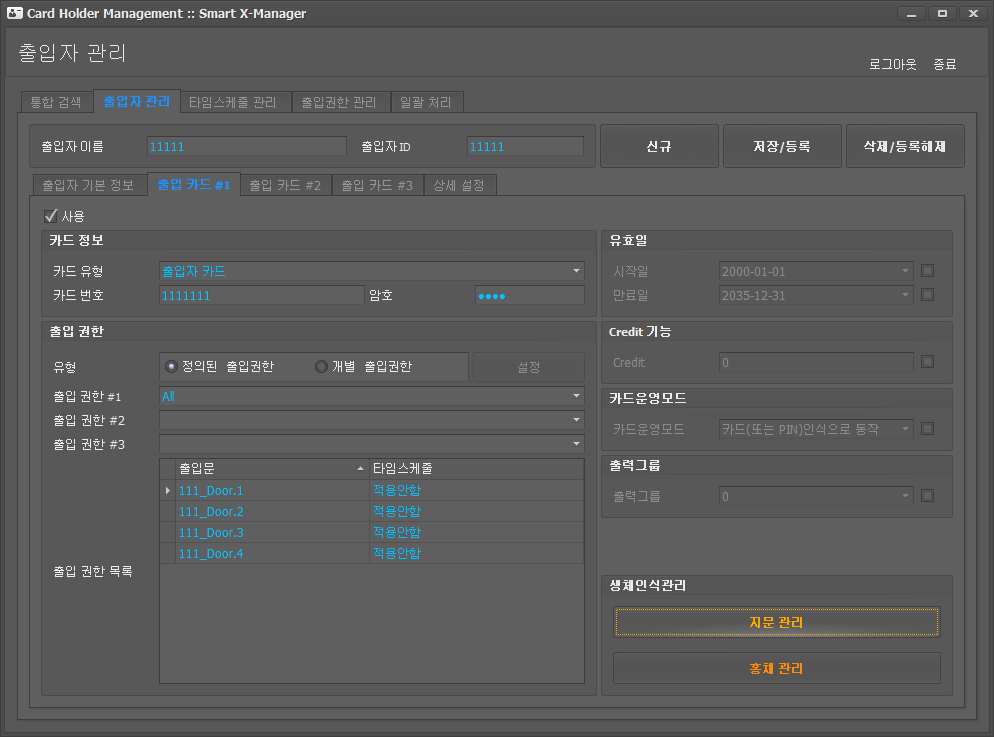 Card Holder Management :: Smart X-Manager
출입자 관리
로그아웃 종료
통합 검색 출입자 관리 타임스케줄 관리 출입권한 관리 일괄 처리
출입자 이름 11111 출입자 ID 11111 신규 저장/등록 삭제/등록해제
출입자 기본 정보 출입 카드 #1 출입 카드 #2 출입 카드 #3 상세 설정
사용
카드 정보
카드 유형 출입자 카드
카드 번호 1111111 암호 ●●●●
출입 권한
유형 정의된 출입권한 개별 출입권한 설정
출입 권한 #1 All
출입 권한 #2
출입 권한 #3
출입문 타임스케줄
111_Door.1 적용안함
111_Door.2 적용안함
111_Door.3 적용안함
111_Door.4 적용안함
출입 권한 목록
유효일
시작일 2000-01-01
만료일 2035-12-31
Credit 기능
Credit 0
카드운영모드
카드운영모드 카드(또는 PIN)인식으로 동작
출력그룹
출력그룹 0
생체인식관리
지문 관리
홍채 관리